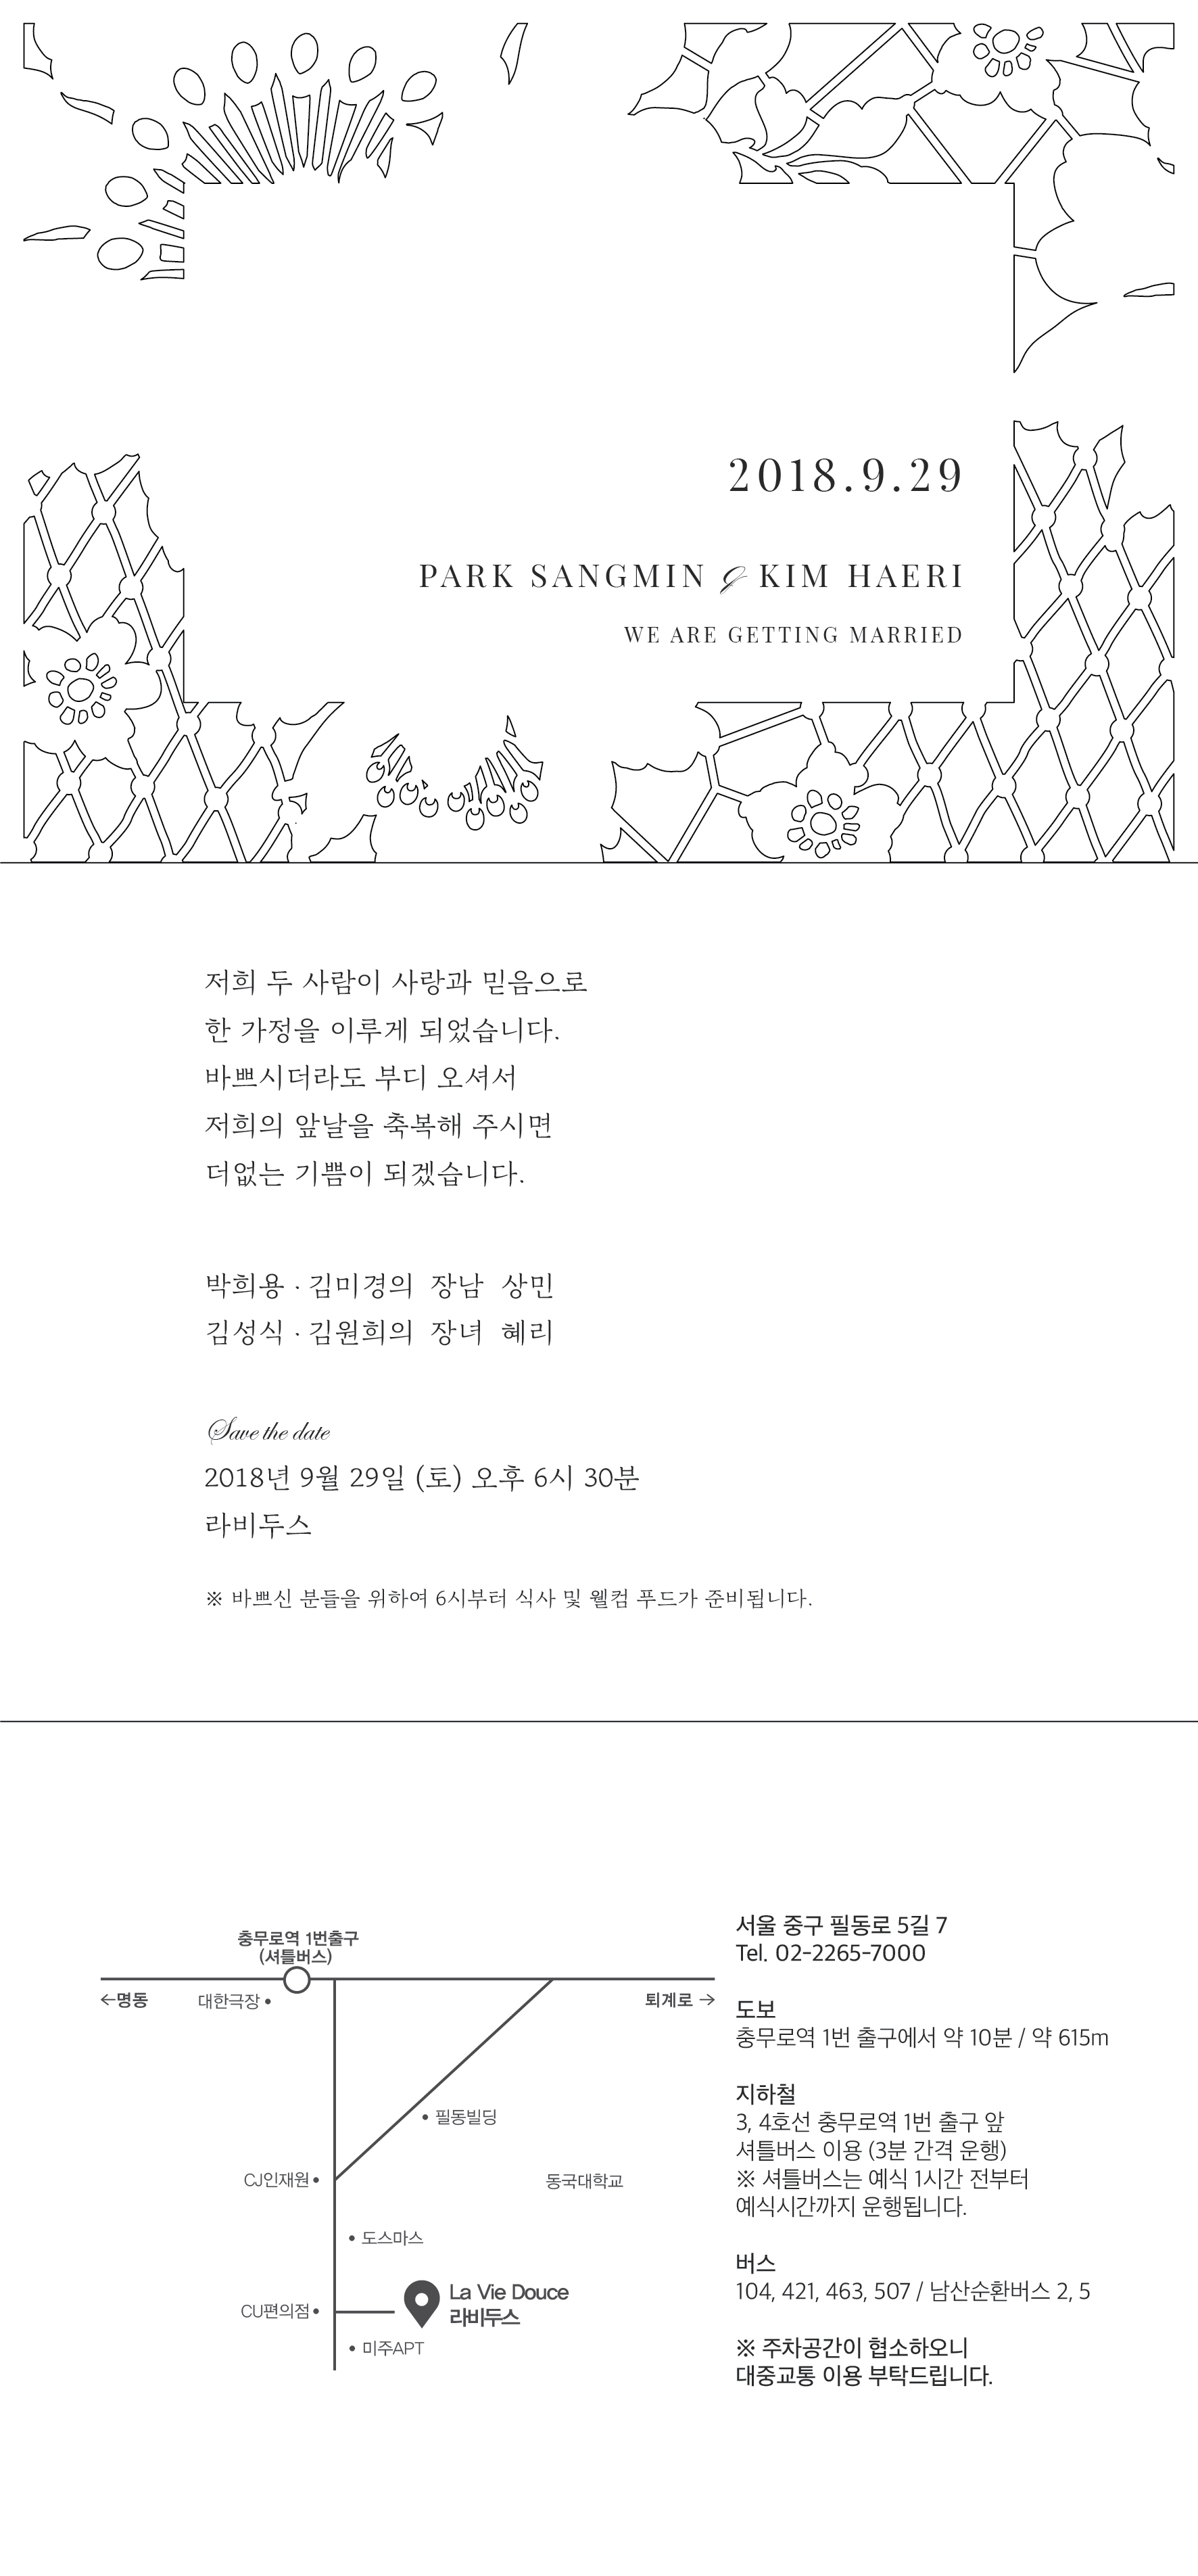 2018.9.29
PARK SANGMIN & KIM HAERI
WE ARE GETTING MARRIED
저희 두 사람이 사랑과 믿음으로
한 가정을 이루게 되었습니다.
바쁘시더라도 부디 오셔서
저희의 앞날을 축복해 주시면
더없는 기쁨이 되겠습니다.
박희용 · 김미경의 장남 상민
김성식 · 김원희의 장녀 혜리
Save the date
2018년 9월 29일 (토) 오후 6시 30분
라비두스
※ 바쁘신 분들을 위하여 6시부터 식사 및 웰컴 푸드가 준비됩니다.
충무로역 1번출구
(셔틀버스)
←명동
대한극장 •
퇴계로 →
• 필동빌딩
CJ인재원 •
동국대학교
• 도스마스
La Vie Douce
라비두스
CU편의점 •
• 미주APT
서울 중구 필동로 5길 7
Tel. 02-2265-7000
도보
충무로역 1번 출구에서 약 10분 / 약 615m
지하철
3, 4호선 충무로역 1번 출구 앞
셔틀버스 이용 (3분 간격 운행)
※ 셔틀버스는 예식 1시간 전부터
예식시간까지 운행됩니다.
버스
104, 421, 463, 507 / 남산순환버스 2, 5
※ 주차공간이 협소하오니
대중교통 이용 부탁드립니다.